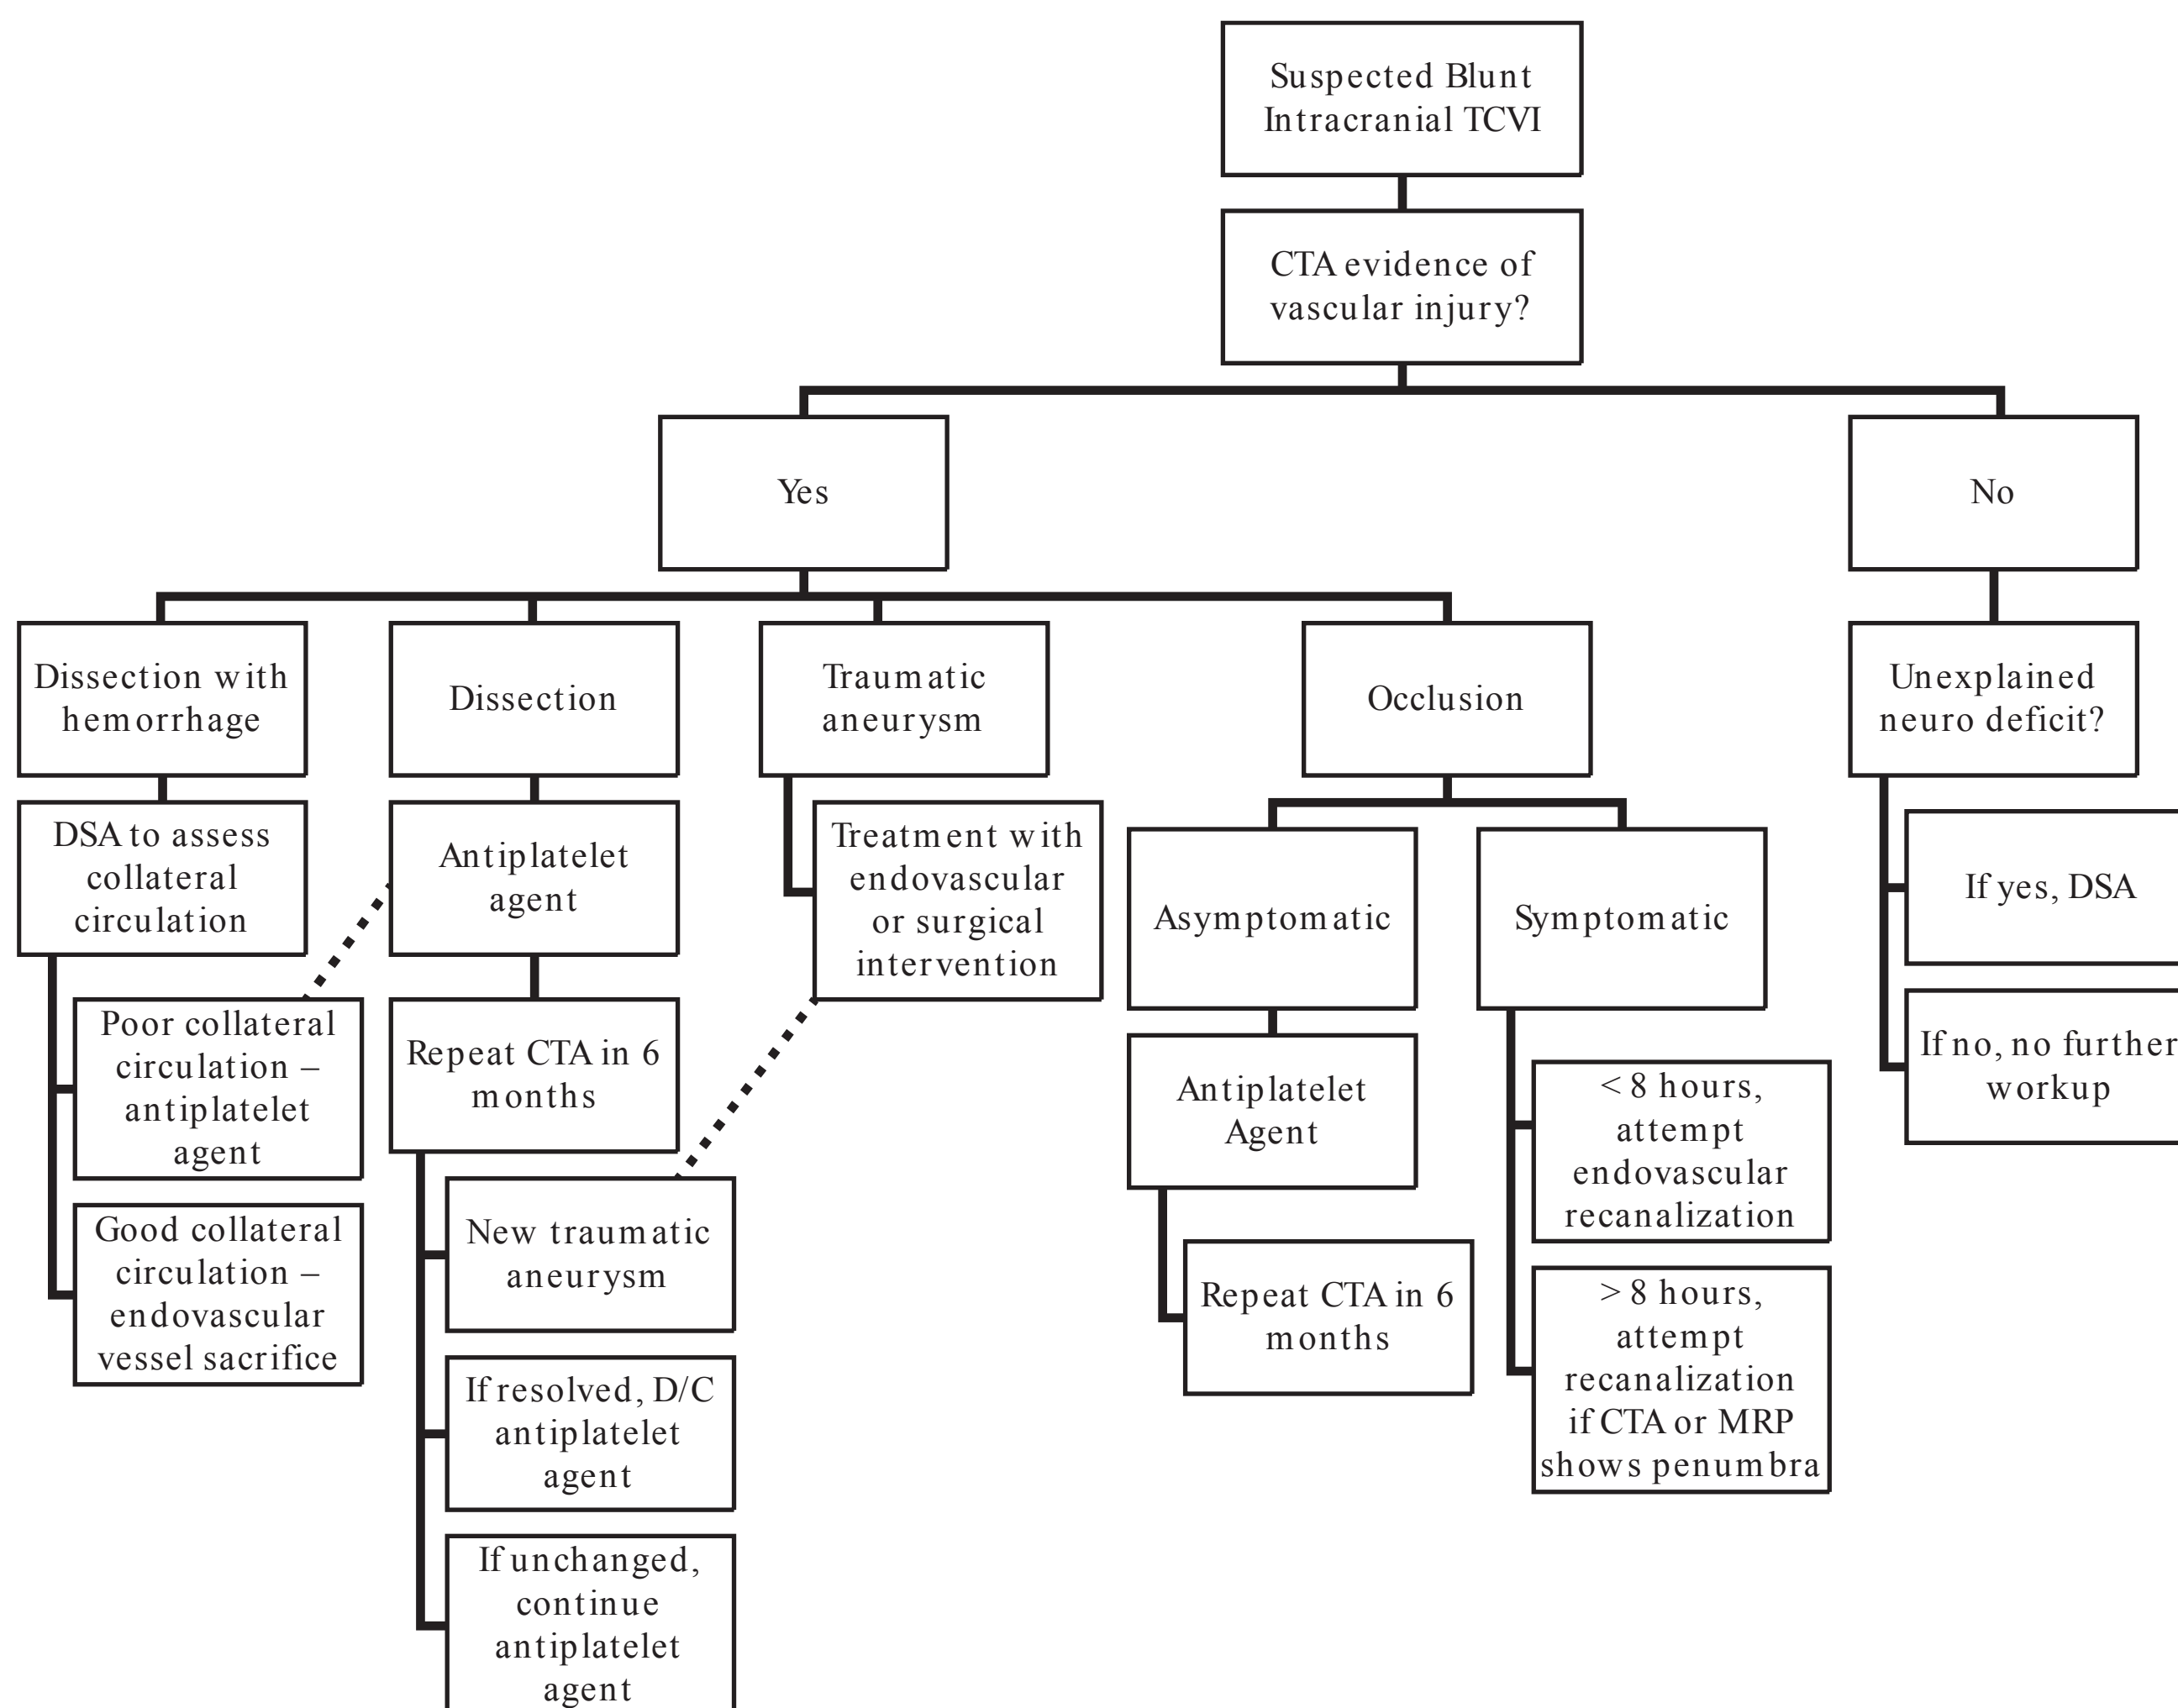 Suspected Blunt
Intracranial TCVI
CTA evidence of
vascular injury?
Yes
No
Dissection with
hemorrhage
Dissection
Traumatic
aneurysm
Occlusion
Unexplained
neuro deficit?
DSA to assess
collateral
circulation
Antiplatelet
agent
Treatment with
endovascular
or surgical
intervention
Asymptomatic
Symptomatic
If yes, DSA
Poor collateral
circulation –
antiplatelet
agent
Repeat CTA in 6
months
Antiplatelet
Agent
< 8 hours,
attempt
endovascular
recanalization
If no, no further
workup
Good collateral
circulation –
endovascular
vessel sacrifice
New traumatic
aneurysm
Repeat CTA in 6
months
> 8 hours,
attempt
recanalization
if CTA or MRP
shows penumbra
If resolved, D/C
antiplatelet
agent
If unchanged,
continue
antiplatelet
agent